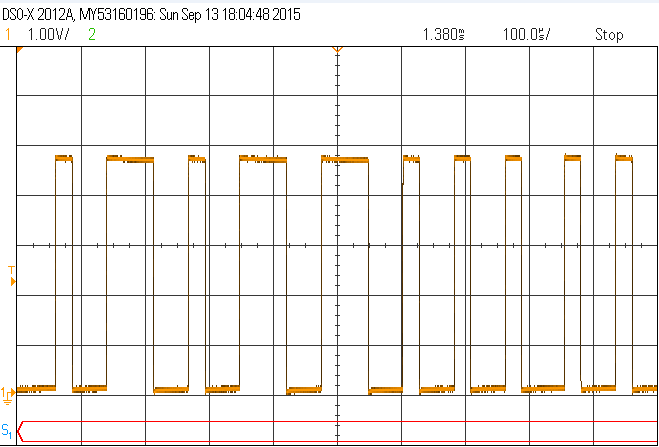 DSO-X 2012A, MY53160196: Sun Sep 13 18:04:48 2015
1 1.00V/ 2 1.380ms 100.0s/ Stop
T
1
S1